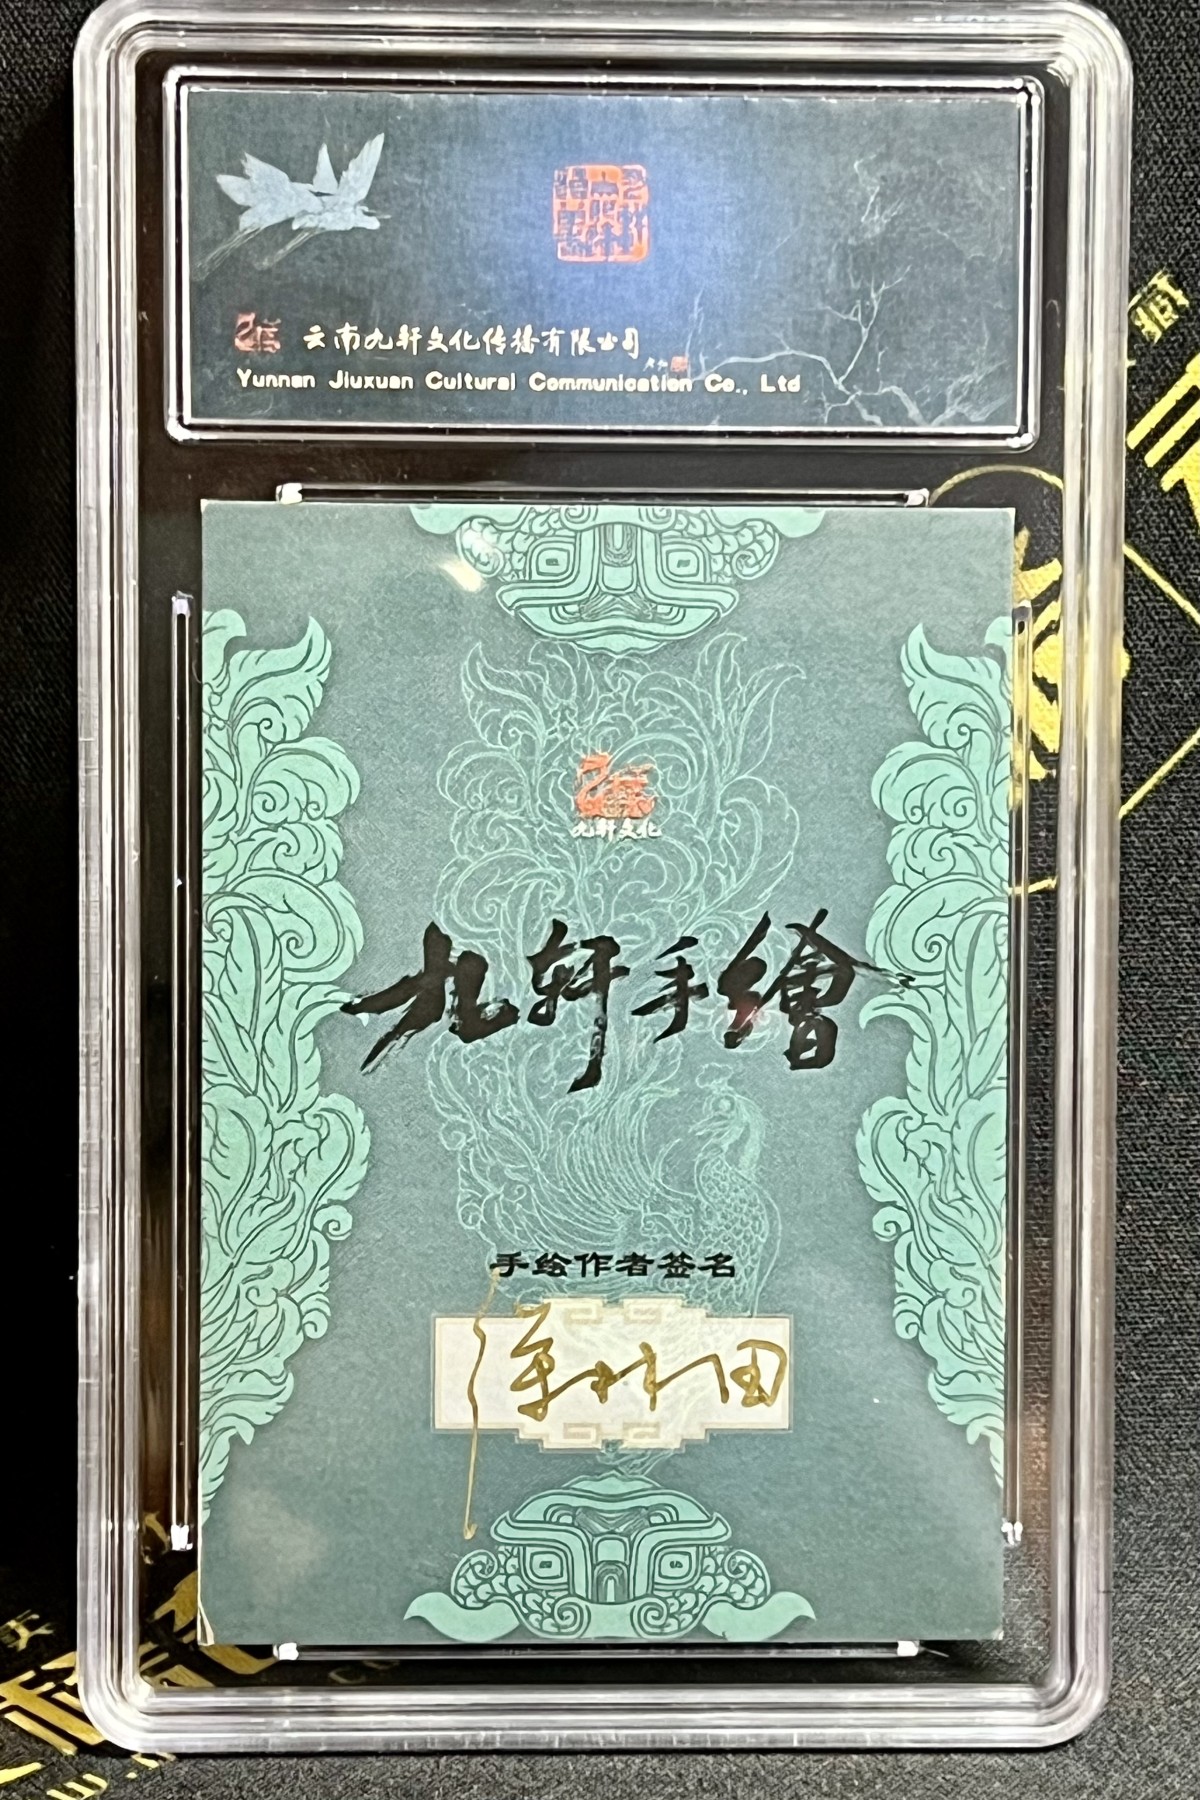 云南九轩文化传播有限公司
Yunnan Jiuxuan Cultural Communication Co., Ltd
九轩文化
九轩手繪
手绘作者签名